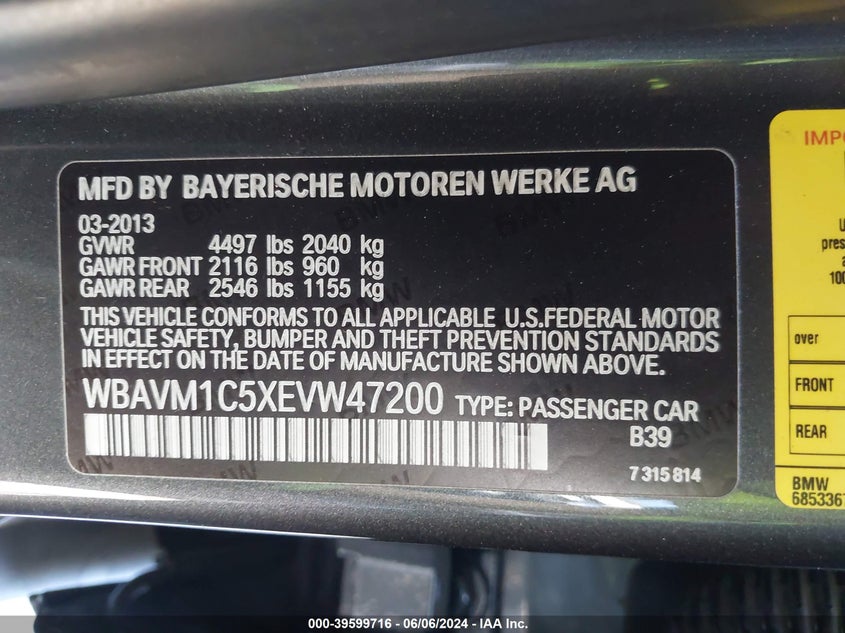 MFD BY BAYERISCHE MOTOREN WERKE AG
03-2013
GVWR 4497 lbs 2040 kg
GAWR FRONT 2116 lbs 960 kg
GAWR REAR 2546 lbs 1155 kg
THIS VEHICLE CONFORMS TO ALL APPLICABLE U.S.FEDERAL MOTOR
VEHICLE SAFETY, BUMPER AND THEFT PREVENTION STANDARDS
IN EFFECT ON THE DATE OF MANUFACTURE SHOWN ABOVE.
WBAVM1C5XEVW47200 TYPE: PASSENGER CAR
B39
7 315 814
over
FRONT
REAR
BMW
000-39599716 - 06/06/2024 - IAA Inc.